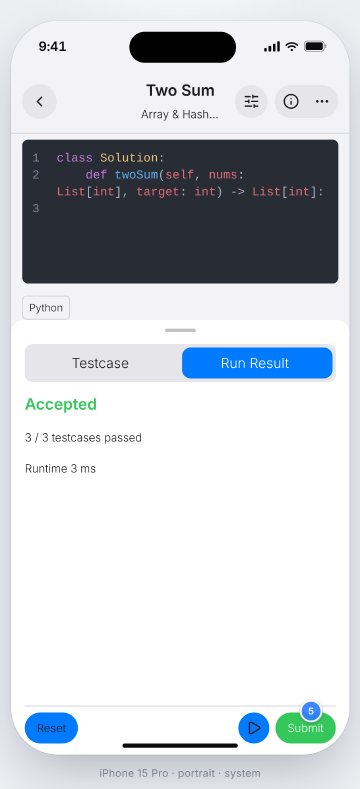 9:41
Two Sum
Array & Hash...
1 class Solution:
2     def twoSum(self, nums:
List[int], target: int) -> List[int]:
3
Python
Testcase Run Result
Accepted
3 / 3 testcases passed
Runtime 3 ms
5
Reset Submit
iPhone 15 Pro · portrait · system